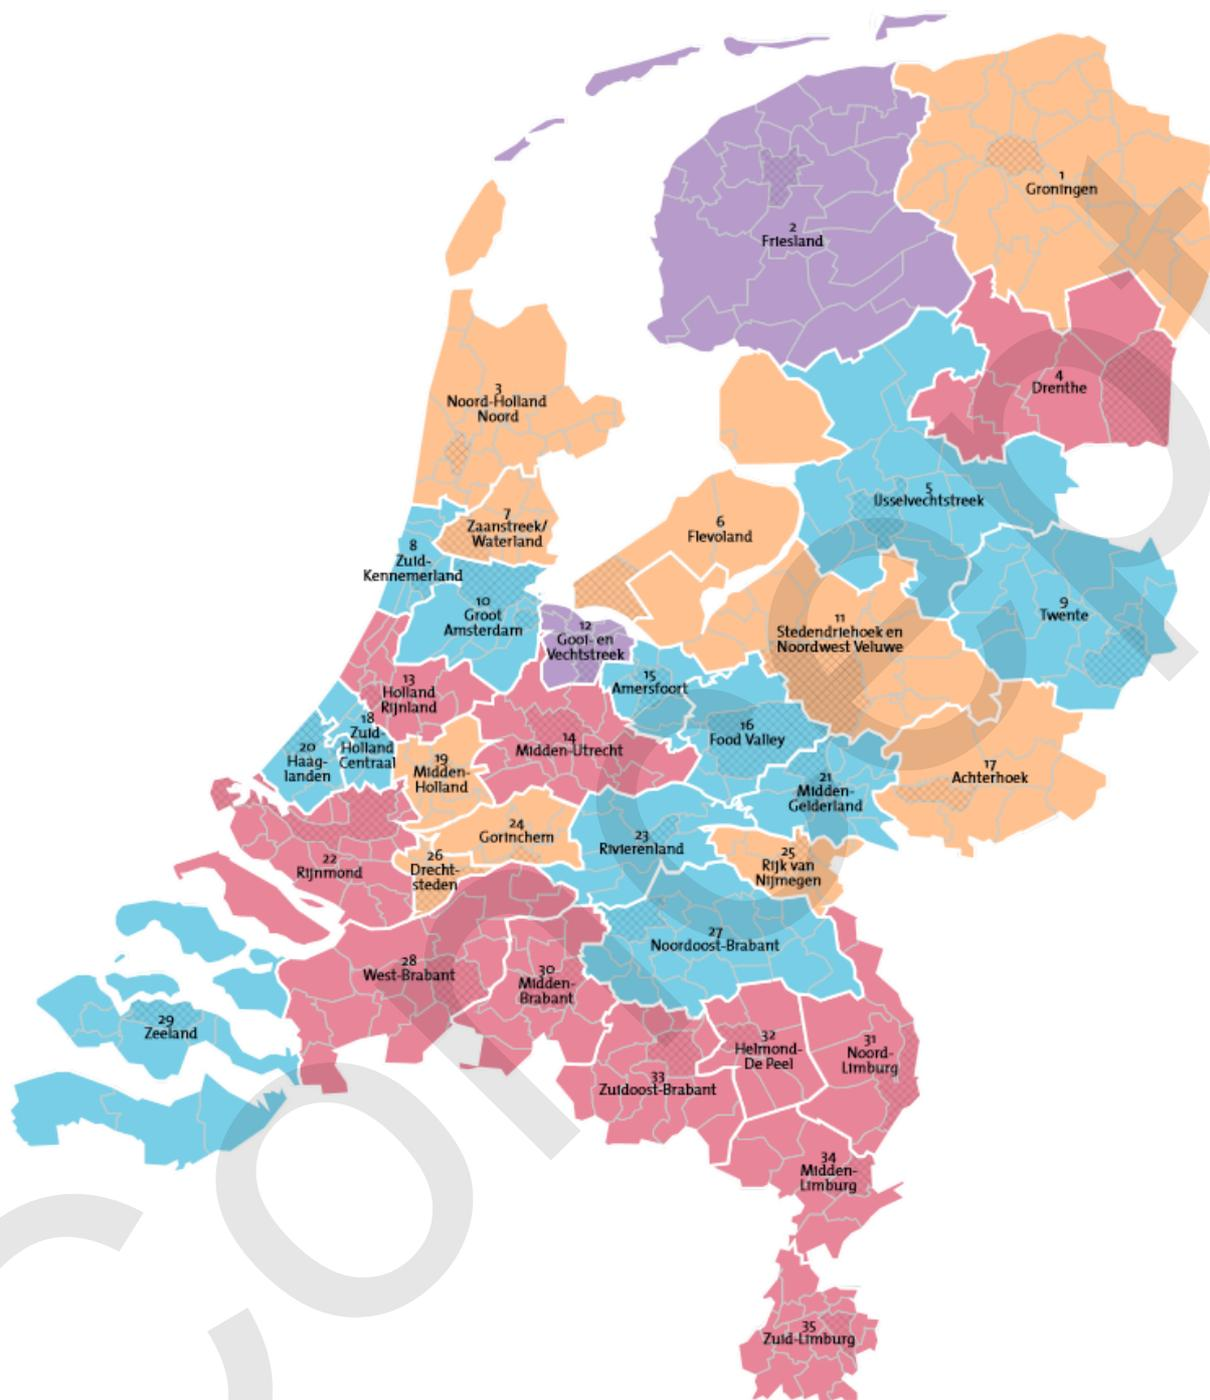 1
Groningen
2
Friesland
3
Noord-Holland
Noord
4
Drenthe
5
IJsselvechtstreek
6
Flevoland
7
Zaanstreek/
Waterland
8
Zuid-
Kennemerland
9
Twente
10
Groot
Amsterdam
11
Stedendriehoek en
Noordwest Veluwe
12
Gooi- en
Vechtstreek
13
Holland
Rijnland
14
Midden-Utrecht
15
Amersfoort
16
Food Valley
17
Achterhoek
18
Zuid-
Holland
Centraal
19
Midden-
Holland
20
Haag-
landen
21
Midden-
Gelderland
22
Rijnmond
23
Rivierenland
24
Gorinchem
25
Rijk van
Nijmegen
26
Drecht-
steden
27
Noordoost-Brabant
28
West-Brabant
29
Zeeland
30
Midden-
Brabant
31
Noord-
Limburg
32
Helmond-
De Peel
33
Zuidoost-Brabant
34
Midden-
Limburg
35
Zuid-Limburg